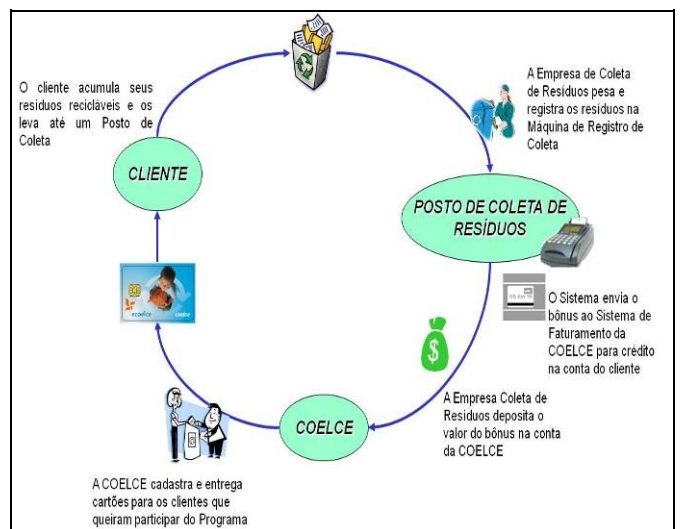 O cliente acumula seus
resíduos recicláveis e os
leva até um Posto de
Coleta
A Empresa de Coleta
de Resíduos pesa e
registra os resíduos na
Máquina de Registro de
Coleta
CLIENTE
POSTO DE COLETA DE
RESÍDUOS
ecoelce
O Sistema envia o
bônus ao Sistema de
Faturamento da
COELCE para crédito
na conta do cliente
$
A Empresa Coleta de
Resíduos deposita o
valor do bônus na conta
da COELCE
COELCE
A COELCE cadastra e entrega
cartões para os clientes que
queiram participar do Programa